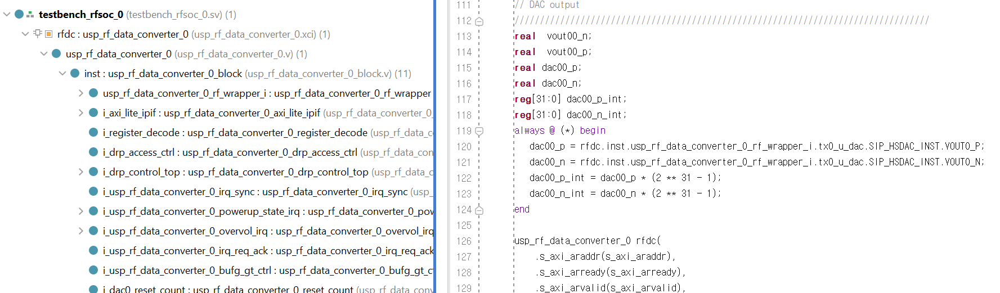 testbench_rfsoc_0 (testbench_rfsoc_0.sv) (1)
rfdc : usp_rf_data_converter_0 (usp_rf_data_converter_0.xci) (1)
usp_rf_data_converter_0 (usp_rf_data_converter_0.v) (1)
inst : usp_rf_data_converter_0_block (usp_rf_data_converter_0_block.v) (11)
usp_rf_data_converter_0_rf_wrapper_i : usp_rf_data_converter_0_rf_wrapper
i_axi_lite_ipif : usp_rf_data_converter_0_axi_lite_ipif (usp_rf_data_converter_0_
i_register_decode : usp_rf_data_converter_0_register_decode (usp_rf_data_c
i_drp_access_ctrl : usp_rf_data_converter_0_drp_access_ctrl (usp_rf_data_con
i_drp_control_top : usp_rf_data_converter_0_drp_control_top (usp_rf_data_c
i_usp_rf_data_converter_0_irq_sync : usp_rf_data_converter_0_irq_sync (usp_
i_usp_rf_data_converter_0_powerup_state_irq : usp_rf_data_converter_0_pow
i_usp_rf_data_converter_0_overvol_irq : usp_rf_data_converter_0_overvol_irq
i_usp_rf_data_converter_0_irq_req_ack : usp_rf_data_converter_0_irq_req_ack
i_usp_rf_data_converter_0_bufg_gt_ctrl : usp_rf_data_converter_0_bufg_gt_c
i_dac0_reset_count : usp_rf_data_converter_0_reset_count (usp_rf_data_conv
111 // DAC output
112 //////////////////////////////////////////////////////////////////////////////////
113 real  vout00_n;
114 real  vout00_p;
115 real dac00_p;
116 real dac00_n;
117 reg[31:0] dac00_p_int;
118 reg[31:0] dac00_n_int;
119 always @ (*) begin
120 dac00_p = rfdc.inst.usp_rf_data_converter_0_rf_wrapper_i.tx0_u_dac.SIP_HSDAC_INST.VOUT0_P;
121 dac00_n = rfdc.inst.usp_rf_data_converter_0_rf_wrapper_i.tx0_u_dac.SIP_HSDAC_INST.VOUT0_N;
122 dac00_p_int = dac00_p * (2 ** 31 - 1);
123 dac00_n_int = dac00_n * (2 ** 31 - 1);
124 end
125
126 usp_rf_data_converter_0 rfdc(
127 .s_axi_araddr(s_axi_araddr),
128 .s_axi_arready(s_axi_arready),
129 .s_axi_arvalid(s_axi_arvalid),